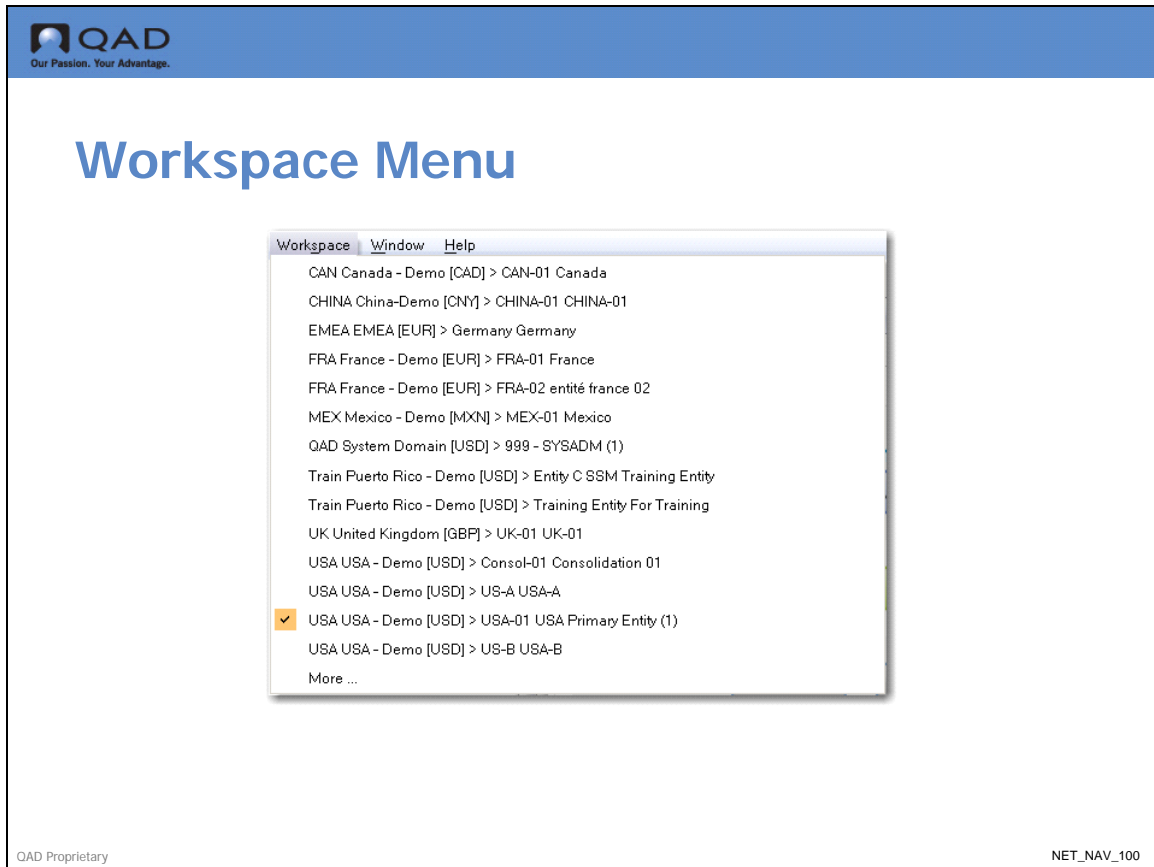 QAD
Our Passion. Your Advantage.
Workspace Menu
Workspace Window Help
CAN Canada - Demo [CAD] > CAN-01 Canada
CHINA China-Demo [CNY] > CHINA-01 CHINA-01
EMEA EMEA [EUR] > Germany Germany
FRA France - Demo [EUR] > FRA-01 France
FRA France - Demo [EUR] > FRA-02 entité france 02
MEX Mexico - Demo [MXN] > MEX-01 Mexico
QAD System Domain [USD] > 999 - SYSADM (1)
Train Puerto Rico - Demo [USD] > Entity C SSM Training Entity
Train Puerto Rico - Demo [USD] > Training Entity For Training
UK United Kingdom [GBP] > UK-01 UK-01
USA USA - Demo [USD] > Consol-01 Consolidation 01
USA USA - Demo [USD] > US-A USA-A
USA USA - Demo [USD] > USA-01 USA Primary Entity (1)
USA USA - Demo [USD] > US-B USA-B
More ...
QAD Proprietary
NET_NAV_100